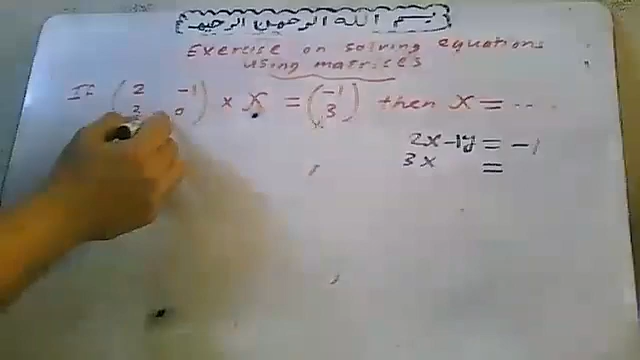 بسم الله الرحمن الرحيم
Exercise on solving equations
using matrices
If ( 2 -1 ) × X = ( -1 ) then X = ....
0 3
2x - 1y = -1
3x =